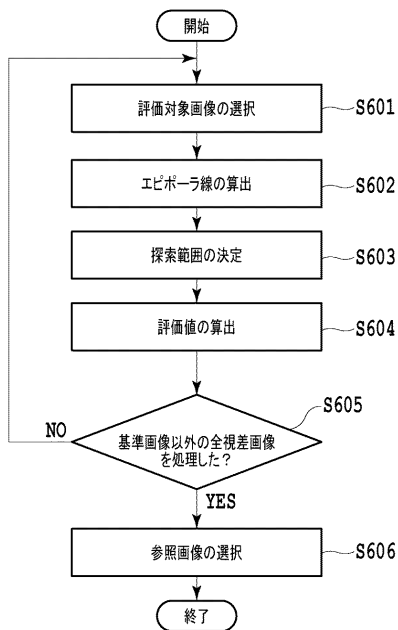 開始
評価対象画像の選択
S601
エピポーラ線の算出
S602
探索範囲の決定
S603
評価値の算出
S604
S605
基準画像以外の全視差画像
を処理した？
NO
YES
参照画像の選択
S606
終了